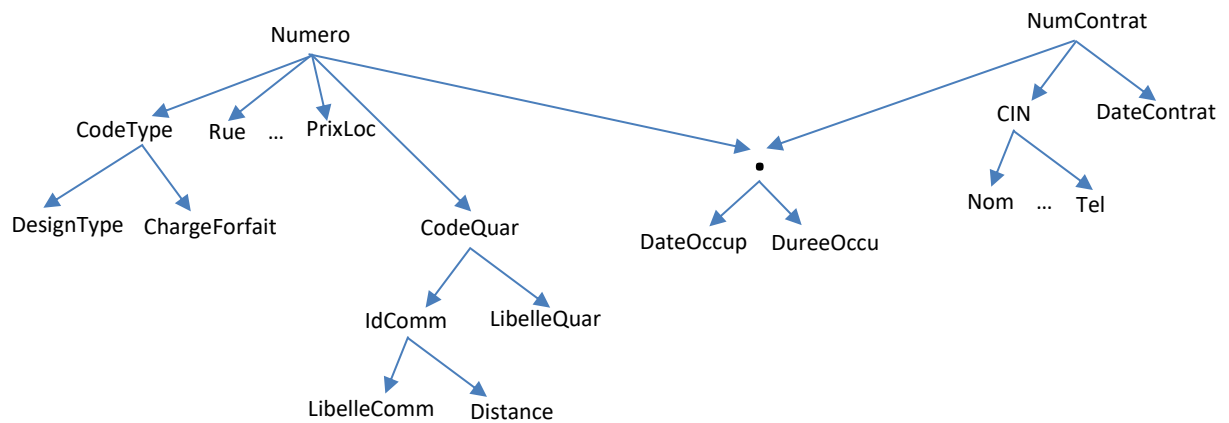 Numero
NumContrat
CodeType
Rue ... PrixLoc
CIN
DateContrat
DesignType
ChargeForfait
CodeQuar
DateOccup
DureeOccu
Nom ... Tel
IdComm
LibelleQuar
LibelleComm
Distance